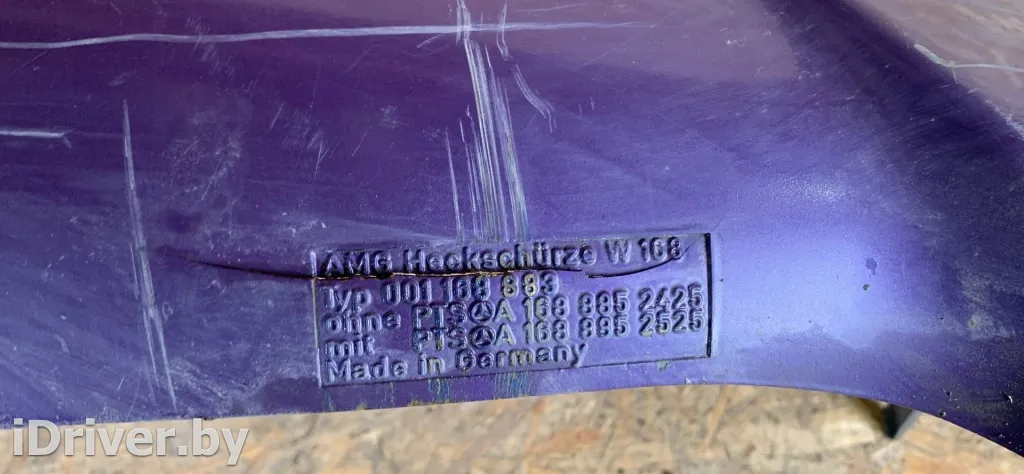 AMG Heckschürze W 168
Typ 001 168 883
ohne PTS A 168 885 2425
mit PTS A 168 885 2525
Made in Germany
iDriver.by